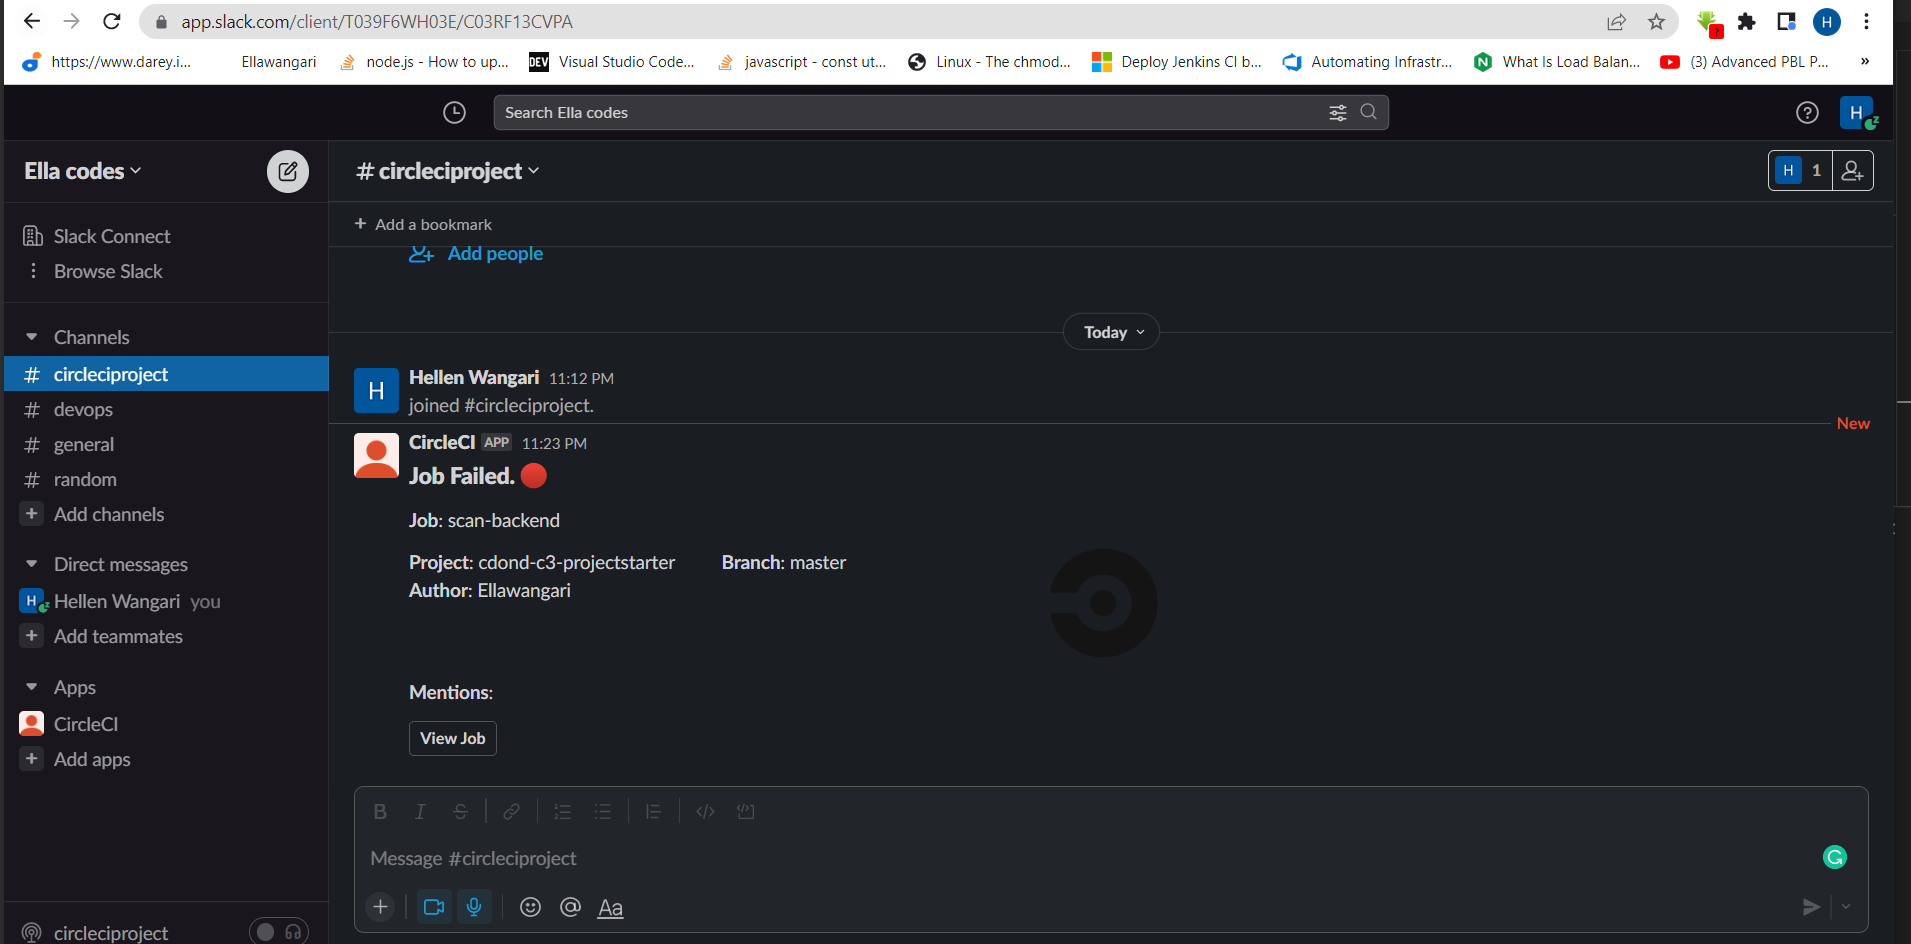 app.slack.com/client/T039F6WH03E/C03RF13CVPA
?
H
https://www.darey.i...
Ellawangari
node.js - How to up...
DEV
Visual Studio Code...
javascript - const ut...
Linux - The chmod...
Deploy Jenkins CI b...
Automating Infrastr...
N
What Is Load Balan...
(3) Advanced PBL P...
»
Search Ella codes
?
H
z
Ella codes
# circleciproject
H 1
Slack Connect
Browse Slack
+ Add a bookmark
Add people
Channels
# circleciproject
# devops
# general
# random
+ Add channels
Direct messages
H Hellen Wangari you
+ Add teammates
Apps
CircleCI
+ Add apps
circleciproject
Today
H
Hellen Wangari 11:12 PM
joined #circleciproject.
New
CircleCI APP 11:23 PM
Job Failed.
Job: scan-backend
Project: cdond-c3-projectstarter Branch: master
Author: Ellawangari
Mentions:
View Job
B I S
Message #circleciproject
G
+ @ Aa